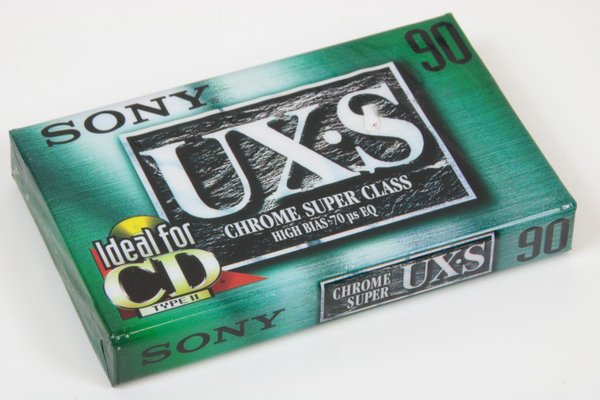 SONY®
90
UX·S
CHROME SUPER CLASS
HIGH BIAS·70 µs EQ
Ideal for
CD
TYPE II
SONY
CHROME
SUPER
UX·S
90